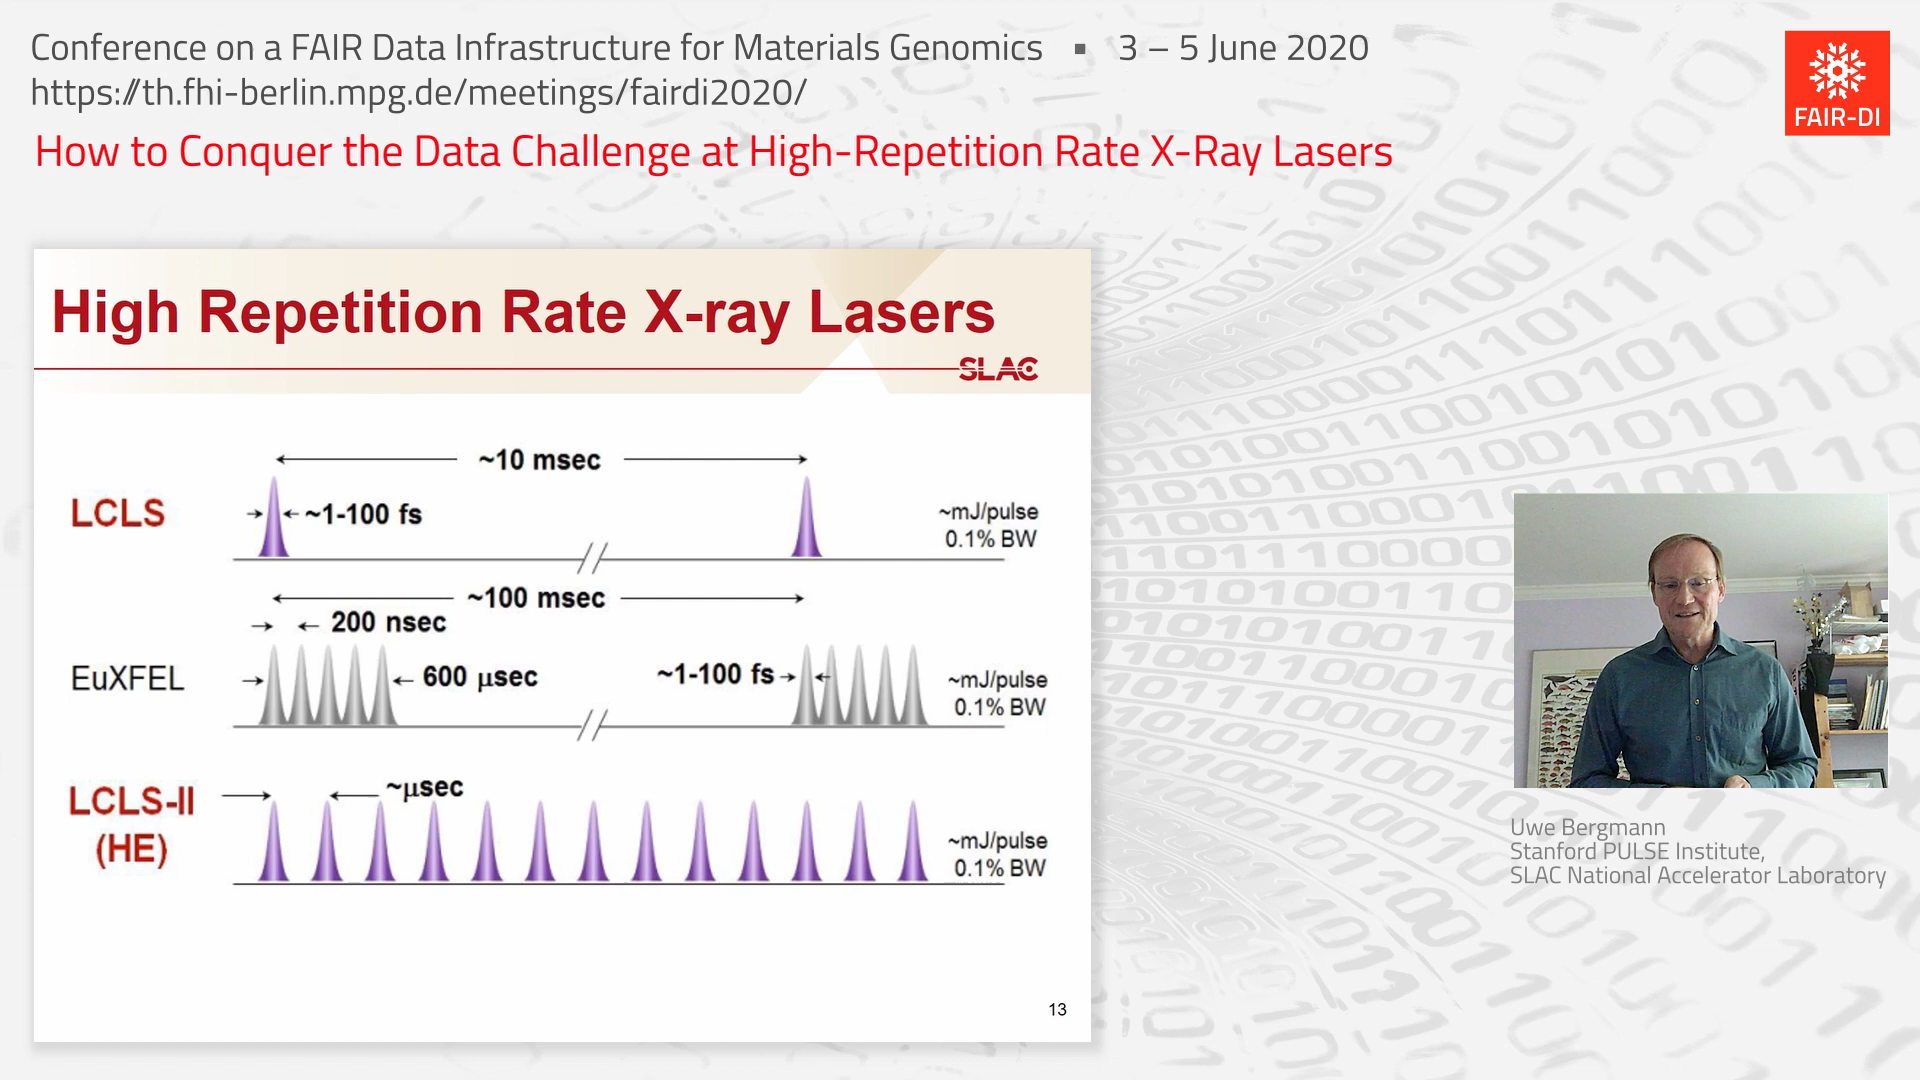 Conference on a FAIR Data Infrastructure for Materials Genomics ▪ 3 – 5 June 2020
https://th.fhi-berlin.mpg.de/meetings/fairdi2020/
FAIR-DI
How to Conquer the Data Challenge at High-Repetition Rate X-Ray Lasers
High Repetition Rate X-ray Lasers
SLAC
~10 msec
LCLS
~1-100 fs
~mJ/pulse
0.1% BW
~100 msec
200 nsec
EuXFEL
600 μsec
~1-100 fs
~mJ/pulse
0.1% BW
~μsec
LCLS-II
(HE)
~mJ/pulse
0.1% BW
13
Uwe Bergmann
Stanford PULSE Institute,
SLAC National Accelerator Laboratory